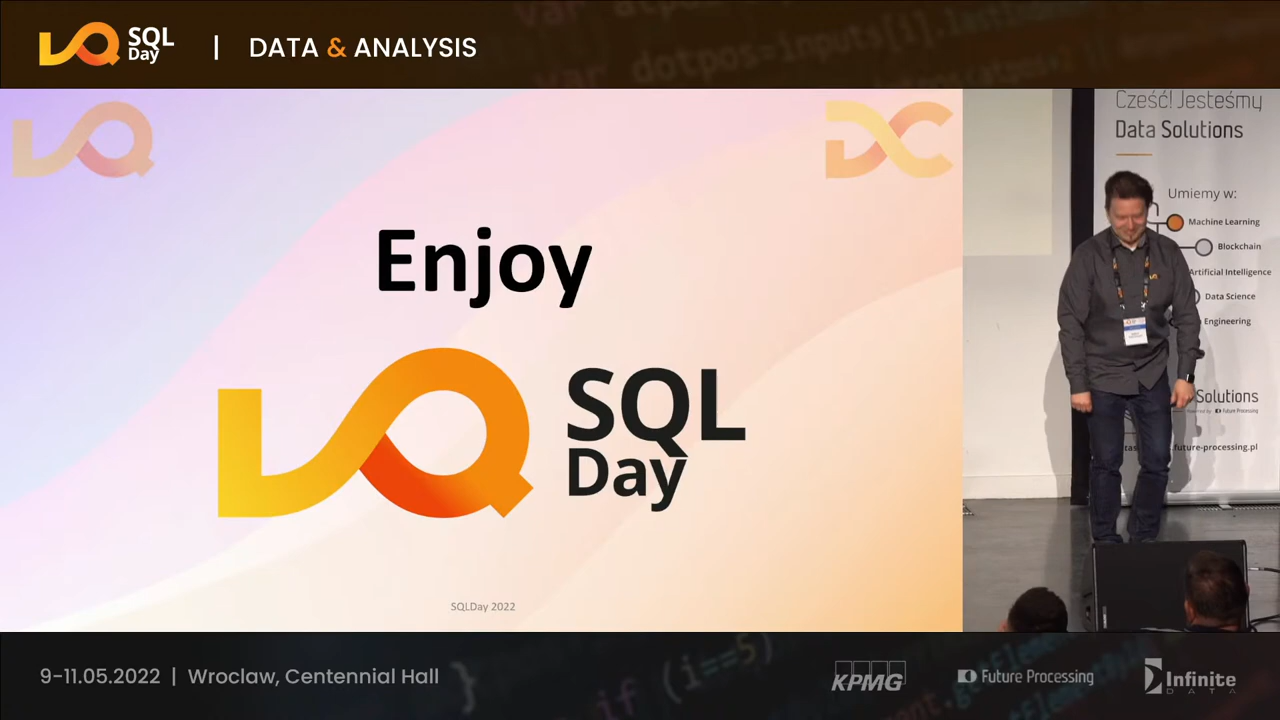 SQL
Day
| DATA & ANALYSIS
Enjoy
SQL
Day
SQLDay 2022
Cześć! Jesteśmy
Data Solutions
Umiemy w:
Machine Learning
Blockchain
Artificial Intelligence
Data Science
Engineering
Solutions
Future Processing
future-processing.pl
9-11.05.2022 | Wroclaw, Centennial Hall
KPMG
Future Processing
Infinite
DATA